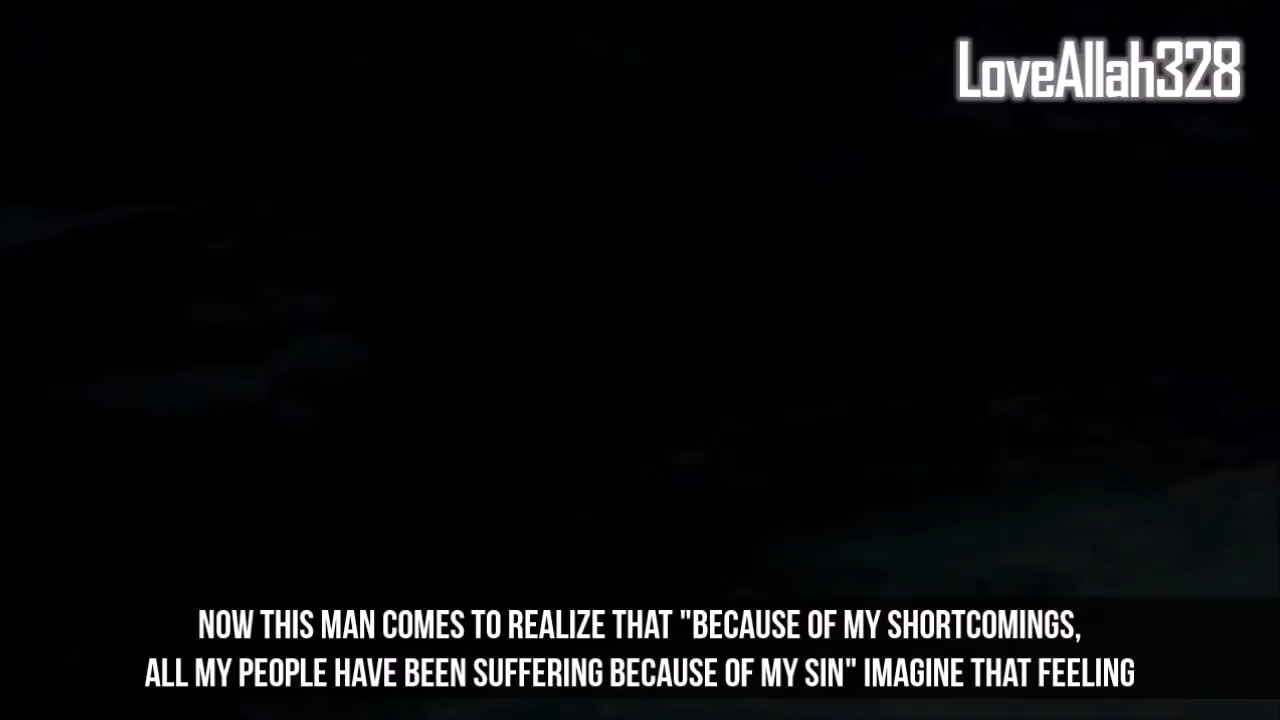 LoveAllah328
NOW THIS MAN COMES TO REALIZE THAT "BECAUSE OF MY SHORTCOMINGS,
ALL MY PEOPLE HAVE BEEN SUFFERING BECAUSE OF MY SIN" IMAGINE THAT FEELING